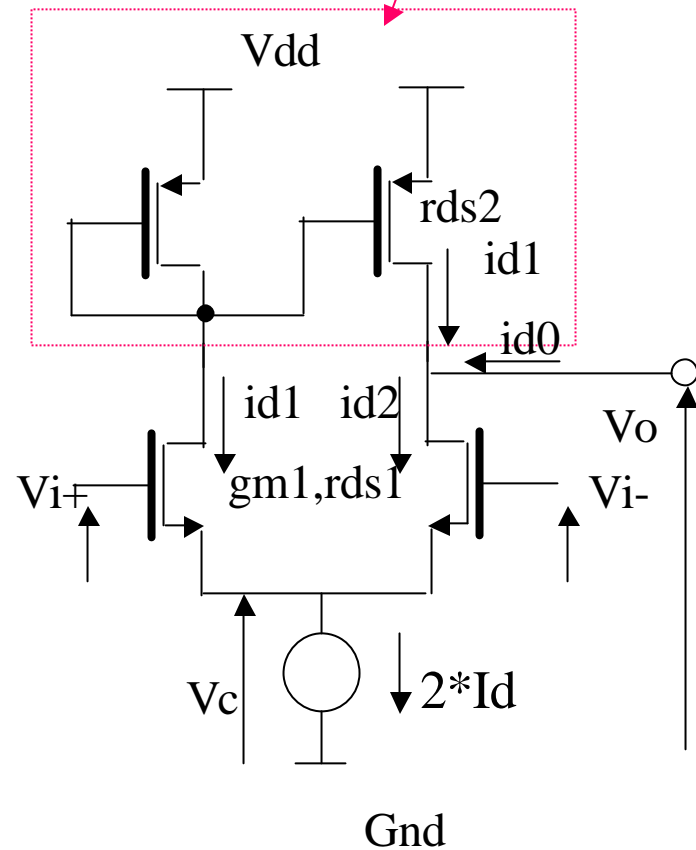 Vdd
rds2
id1
id0
id1
id2
Vo
Vi+
gm1,rds1
Vi-
Vc
2*Id
Gnd